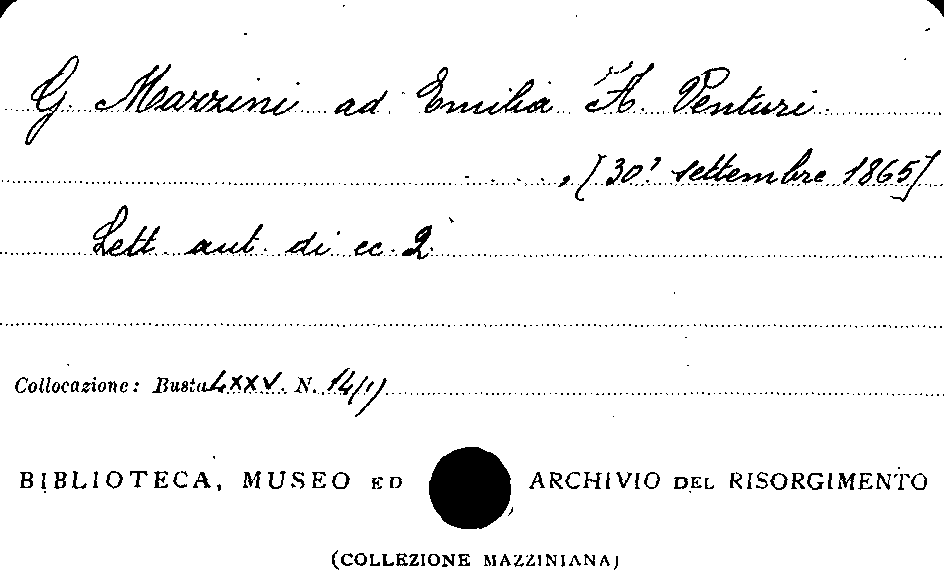 G. Mazzini ad Emilia A. Venturi.
. . . . , [30? settembre 1865]
Lett. aut. di cc. 2
Collocazione: Busta LXXV. N. 14(1)
BIBLIOTECA, MUSEO ED ARCHIVIO DEL RISORGIMENTO
(COLLEZIONE MAZZINIANA)